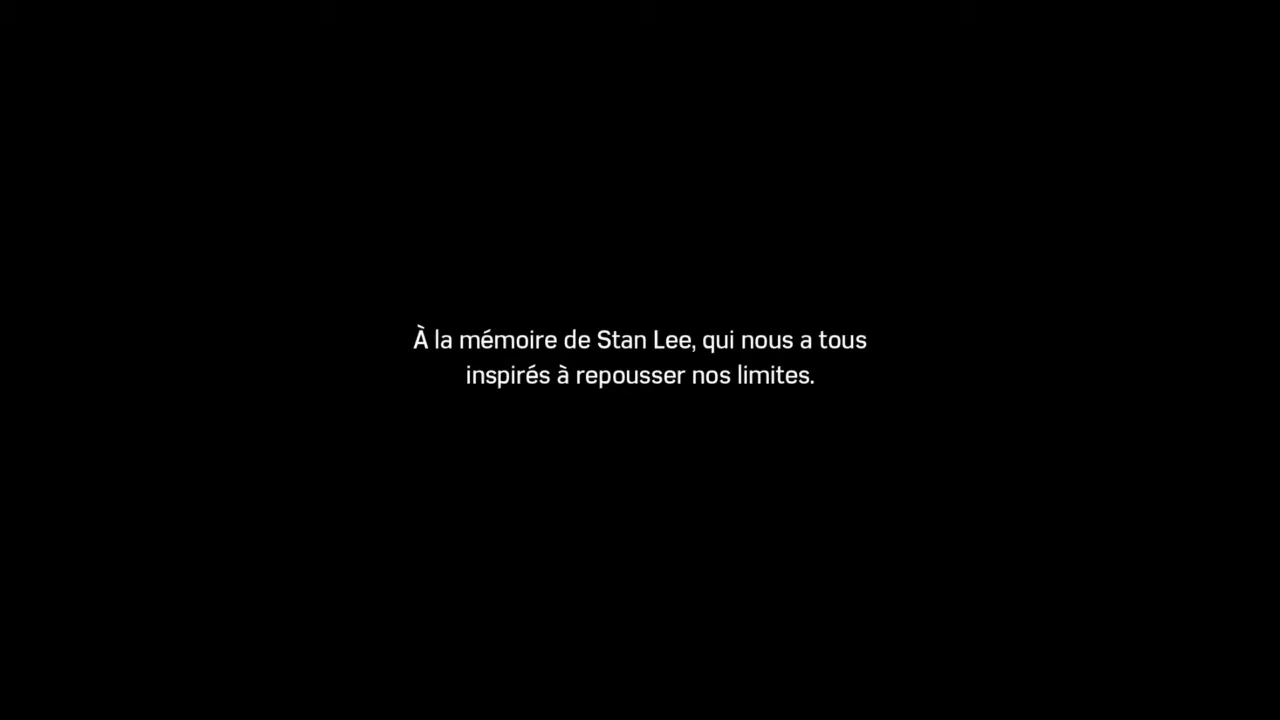 À la mémoire de Stan Lee, qui nous a tous
inspirés à repousser nos limites.